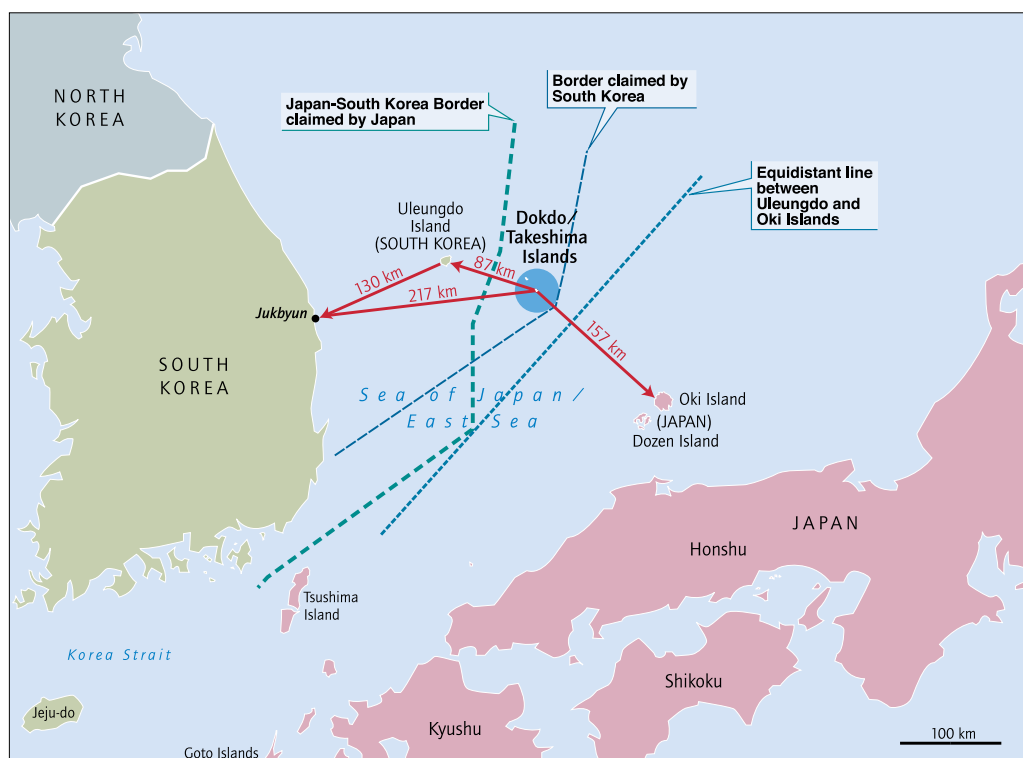 NORTH
KOREA
Japan-South Korea Border
claimed by Japan
Border claimed by
South Korea
Equidistant line
between
Uleungdo and
Oki Islands
Uleungdo
Island
(SOUTH KOREA)
Dokdo/
Takeshima
Islands
87 km
130 km
217 km
157 km
Jukbyun
SOUTH
KOREA
Sea of Japan/
East Sea
Oki Island
(JAPAN)
Dozen Island
JAPAN
Honshu
Tsushima
Island
Korea Strait
Shikoku
Jeju-do
Kyushu
Goto Islands
100 km